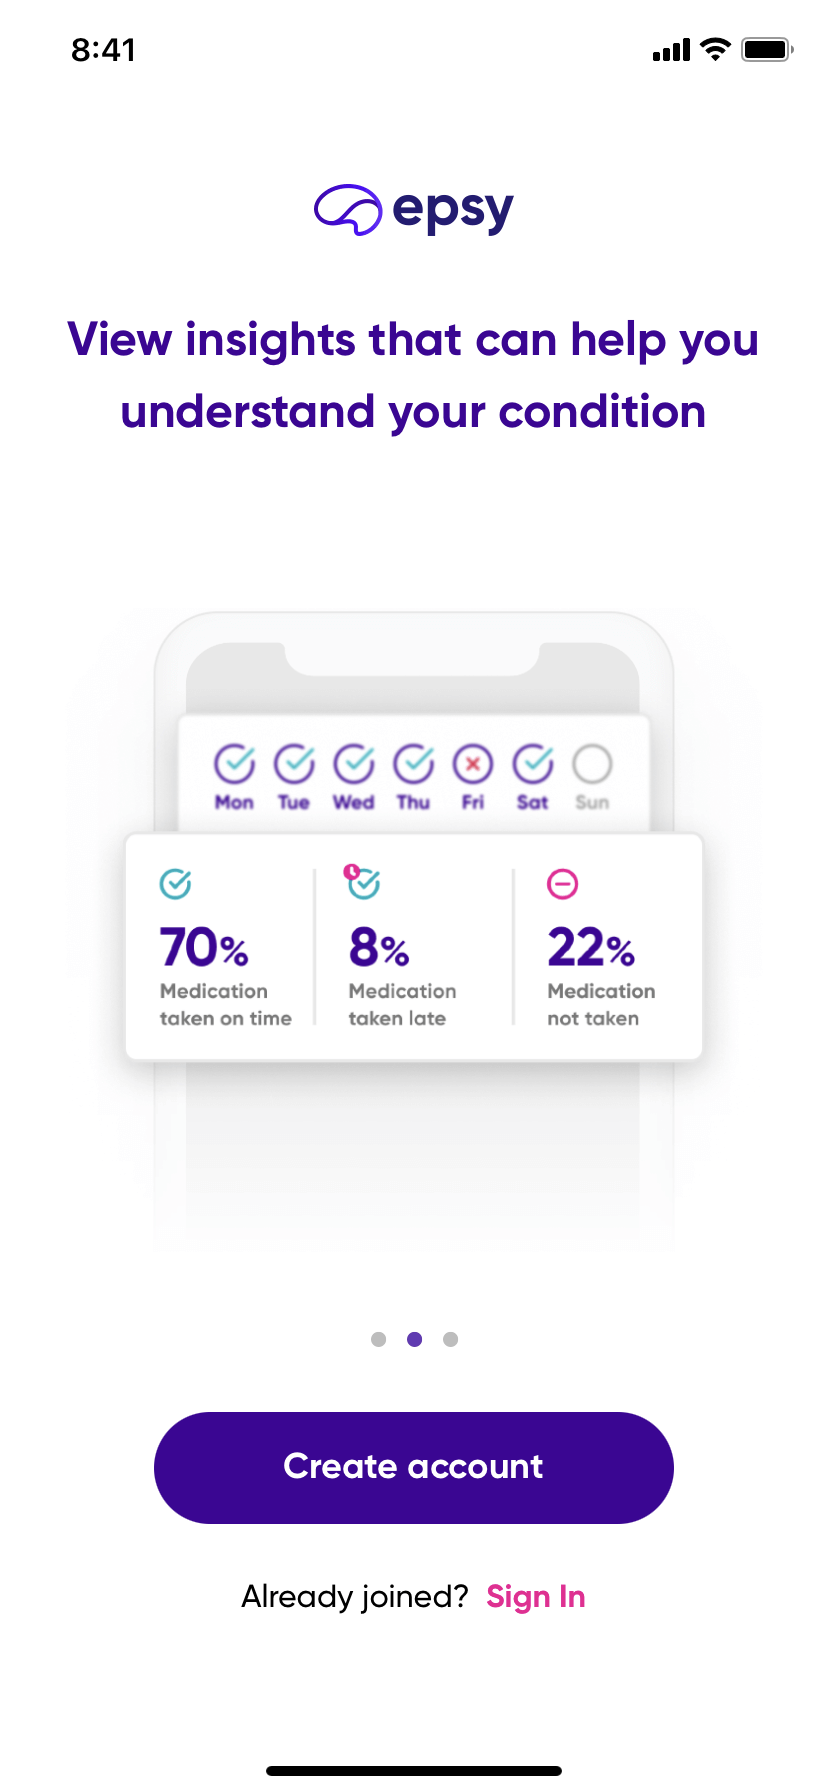 8:41
epsy
View insights that can help you
understand your condition
Mon Tue Wed Thu Fri Sat Sun
70% 8% 22%
Medication Medication Medication
taken on time taken late not taken
Create account
Already joined? Sign In